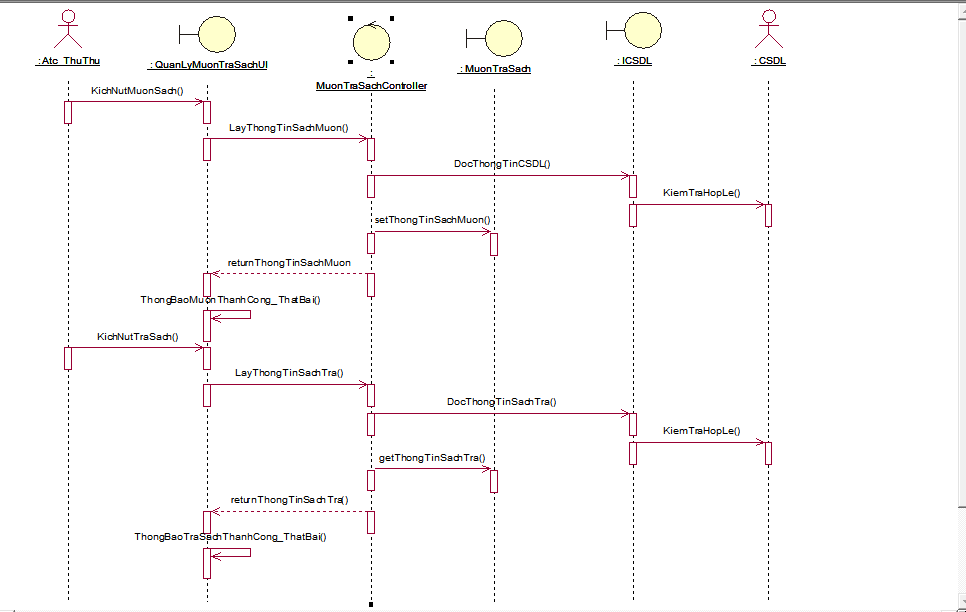 : Atc_ThuThu
: QuanLyMuonTraSachUI
:
MuonTraSachController
: MuonTraSach
: ICSDL
: CSDL
KichNutMuonSach()
LayThongTinSachMuon()
DocThongTinCSDL()
KiemTraHopLe()
setThongTinSachMuon()
returnThongTinSachMuon
ThongBaoMuonThanhCong_ThatBai()
KichNutTraSach()
LayThongTinSachTra()
DocThongTinSachTra()
KiemTraHopLe()
getThongTinSachTra()
returnThongTinSachTra()
ThongBaoTraSachThanhCong_ThatBai()